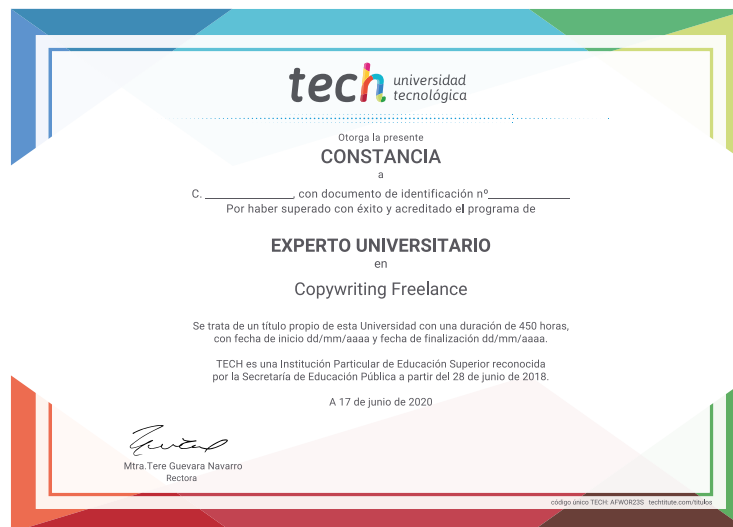 tech universidad
tecnológica
Otorga la presente
CONSTANCIA
a
C. ______________, con documento de identificación nº______________
Por haber superado con éxito y acreditado el programa de
EXPERTO UNIVERSITARIO
en
Copywriting Freelance
Se trata de un título propio de esta Universidad con una duración de 450 horas,
con fecha de inicio dd/mm/aaaa y fecha de finalización dd/mm/aaaa.
TECH es una Institución Particular de Educación Superior reconocida
por la Secretaría de Educación Pública a partir del 28 de junio de 2018.
A 17 de junio de 2020
Mtra.Tere Guevara Navarro
Rectora
código único TECH: AFWOR23S techtitute.com/titulos